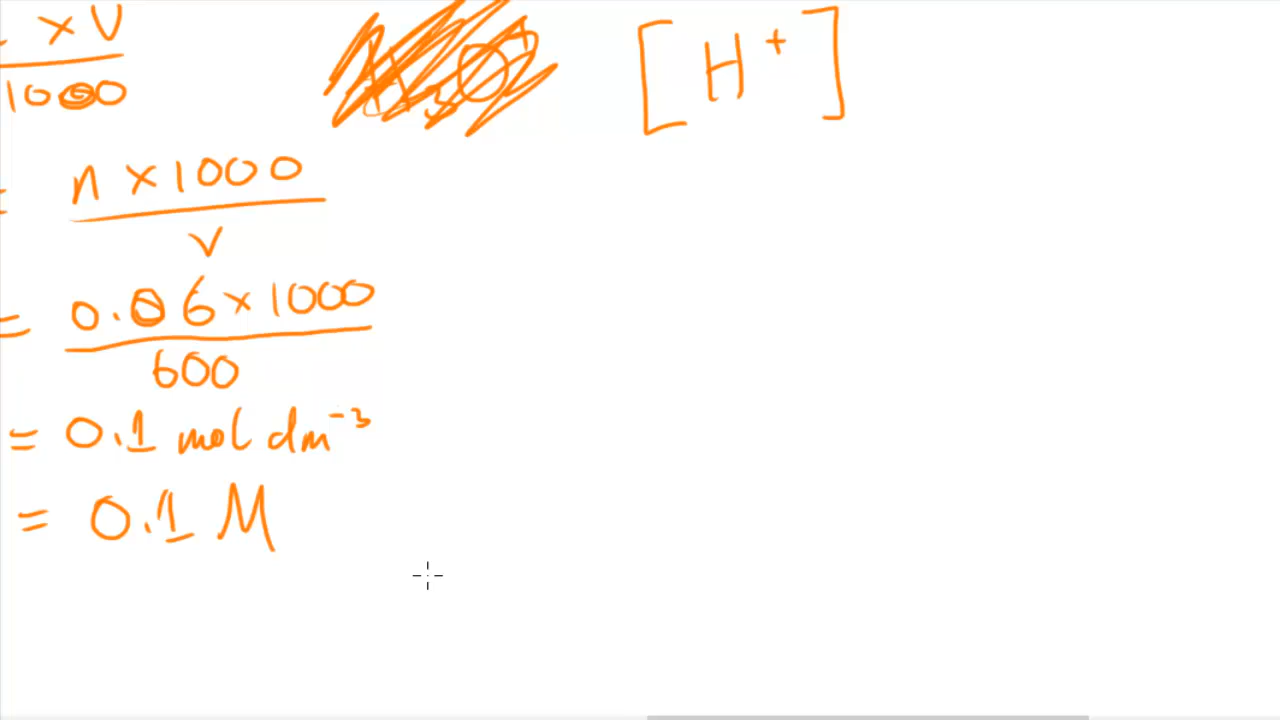 × V
1000
[H⁺]
n × 1000
V
= 0.06 × 1000
600
= 0.1 mol dm⁻³
= 0.1 M